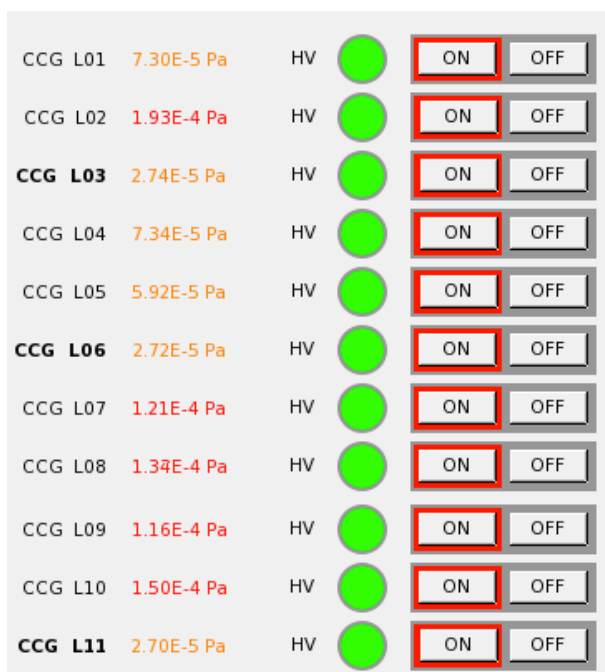 CCG L01 7.30E-5 Pa HV ON OFF
CCG L02 1.93E-4 Pa HV ON OFF
CCG L03 2.74E-5 Pa HV ON OFF
CCG L04 7.34E-5 Pa HV ON OFF
CCG L05 5.92E-5 Pa HV ON OFF
CCG L06 2.72E-5 Pa HV ON OFF
CCG L07 1.21E-4 Pa HV ON OFF
CCG L08 Pa HV ON OFF
CCG L09 1.16E-4 Pa HV ON OFF
CCG L10 1.50E-4 Pa HV ON OFF
CCG L11 2.70E-5 Pa HV ON OFF